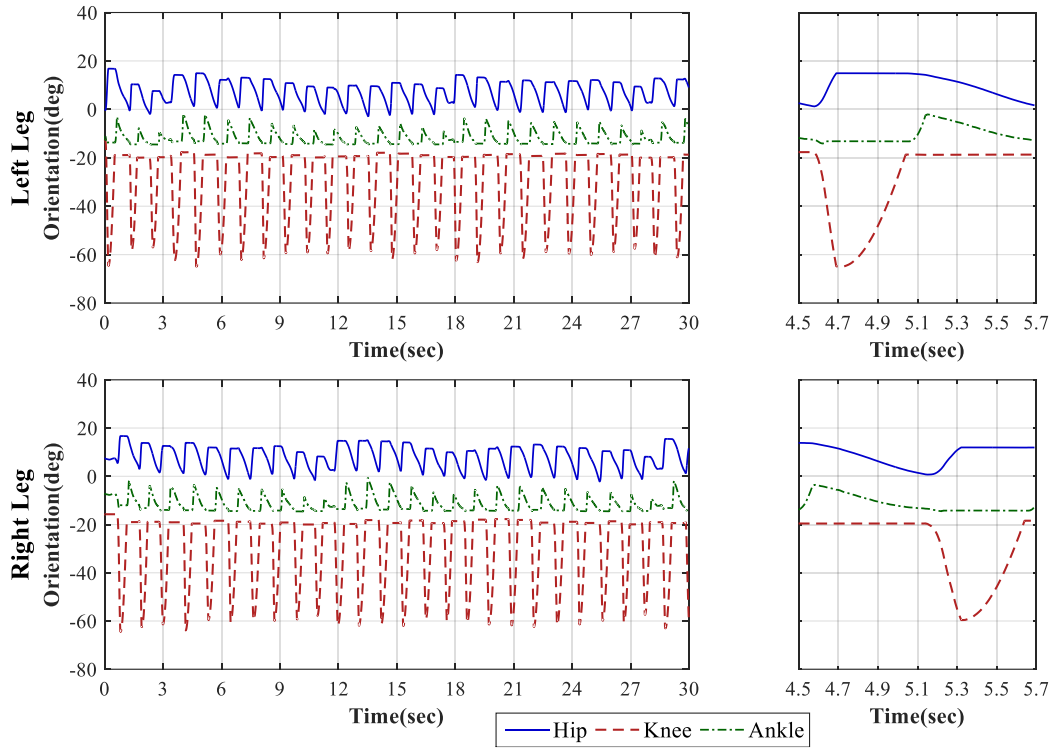 Left Leg
Orientation(deg)
40
20
0
-20
-40
-60
-80
0 3 6 9 12 15 18 21 24 27 30
Time(sec)
4.5 4.7 4.9 5.1 5.3 5.5 5.7
Time(sec)
Right Leg
Orientation(deg)
40
20
0
-20
-40
-60
-80
0 3 6 9 12 15 18 21 24 27 30
Time(sec)
4.5 4.7 4.9 5.1 5.3 5.5 5.7
Time(sec)
Hip Knee Ankle